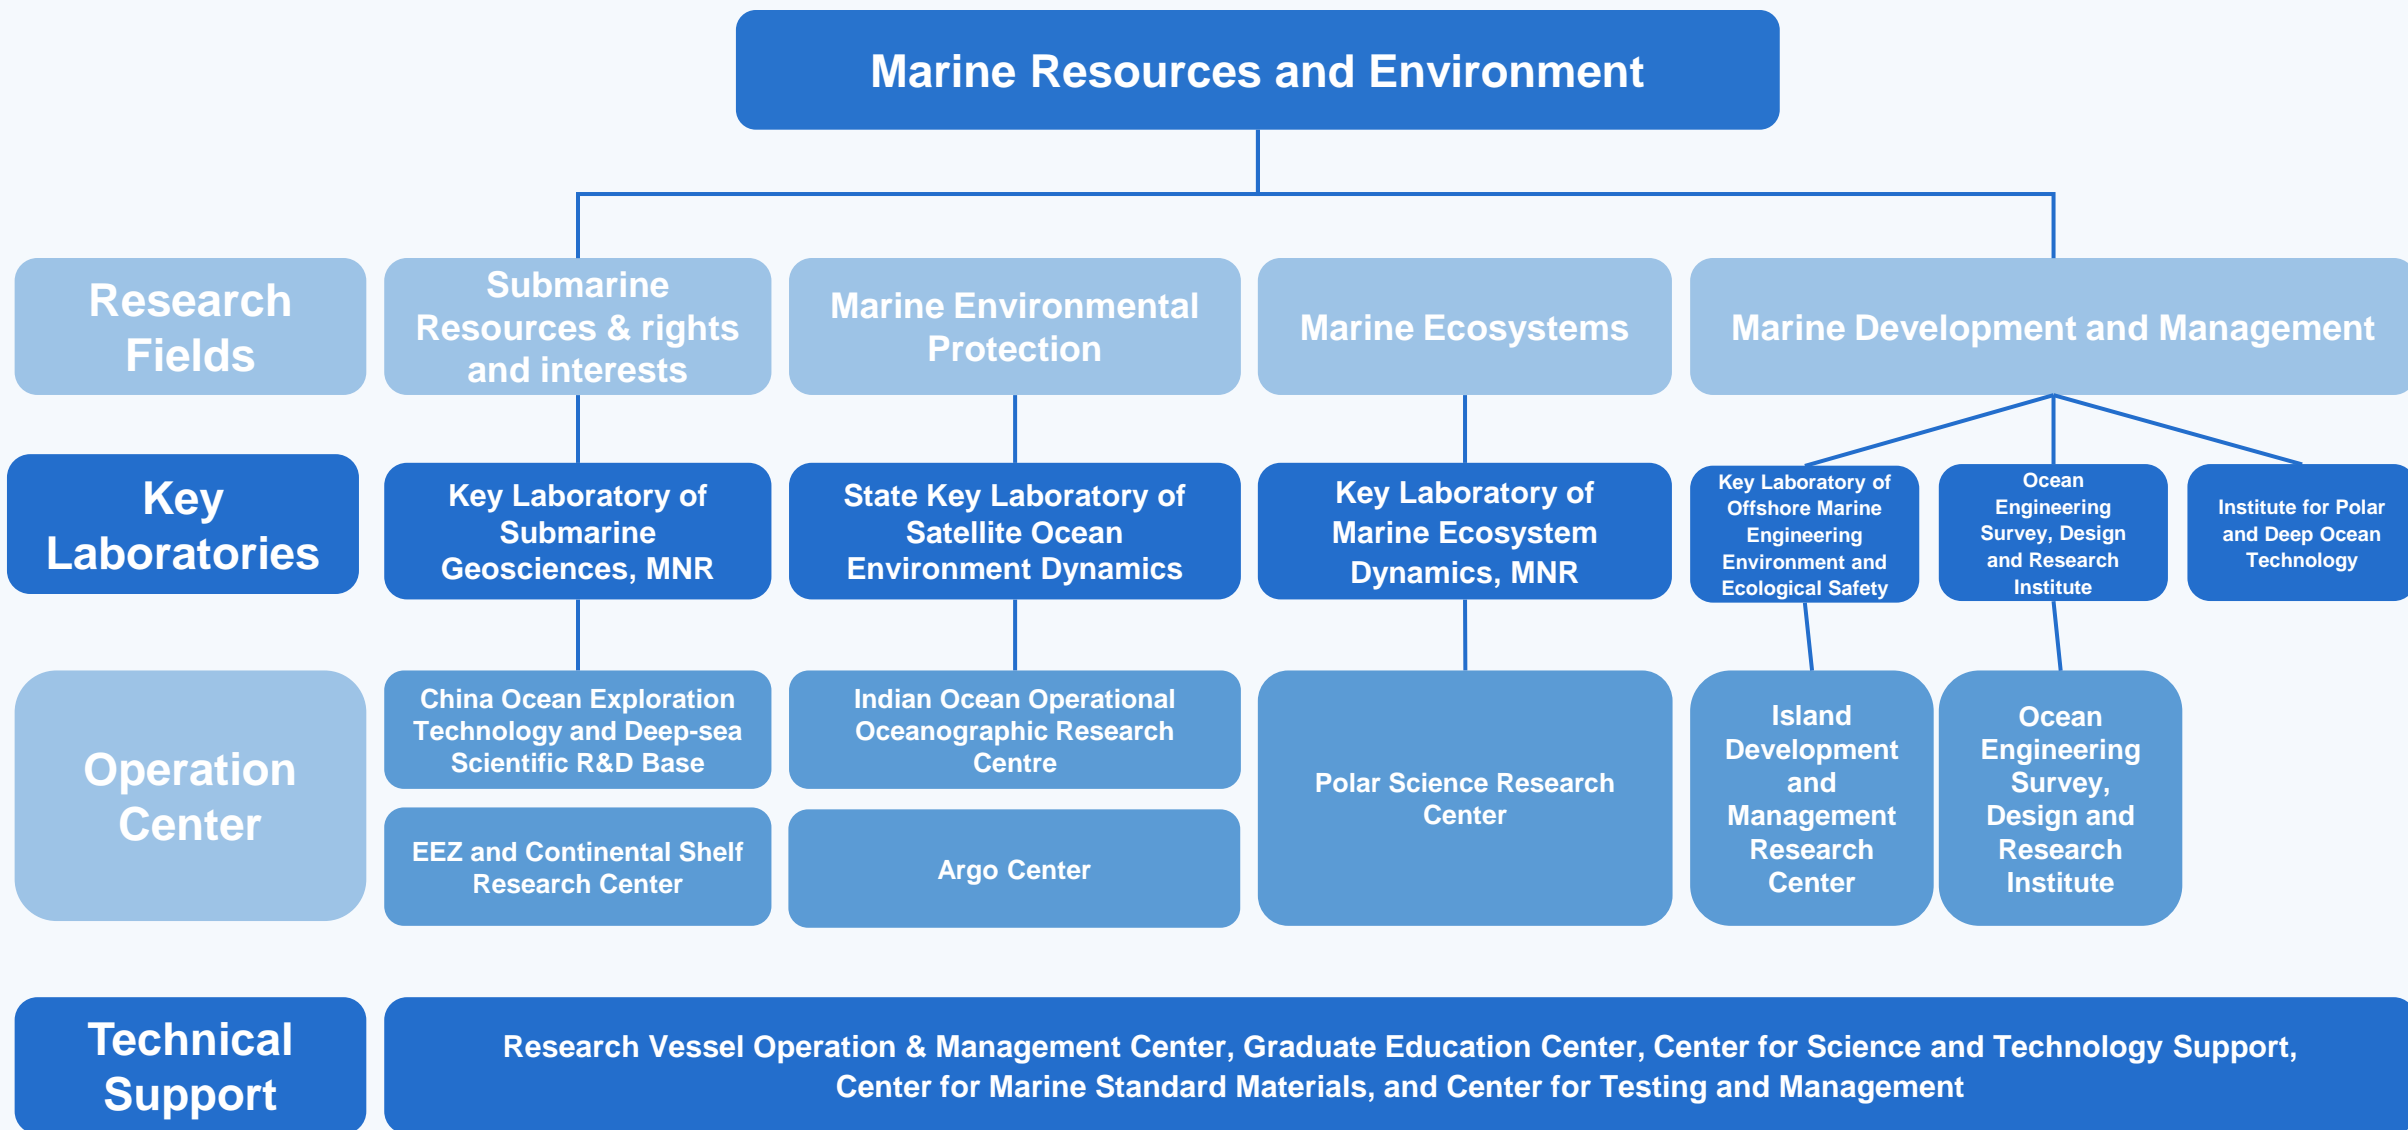 Marine Resources and Environment
Research
Fields
Submarine
Resources & rights
and interests
Marine Environmental
Protection
Marine Ecosystems
Marine Development and Management
Key
Laboratories
Key Laboratory of
Submarine
Geosciences, MNR
State Key Laboratory of
Satellite Ocean
Environment Dynamics
Key Laboratory of
Marine Ecosystem
Dynamics, MNR
Key Laboratory of
Offshore Marine
Engineering
Environment and
Ecological Safety
Ocean
Engineering
Survey, Design
and Research
Institute
Institute for Polar
and Deep Ocean
Technology
Operation
Center
China Ocean Exploration
Technology and Deep-sea
Scientific R&D Base
EEZ and Continental Shelf
Research Center
Indian Ocean Operational
Oceanographic Research
Centre
Argo Center
Polar Science Research
Center
Island
Development
and
Management
Research
Center
Ocean
Engineering
Survey,
Design and
Research
Institute
Technical
Support
Research Vessel Operation & Management Center, Graduate Education Center, Center for Science and Technology Support,
Center for Marine Standard Materials, and Center for Testing and Management